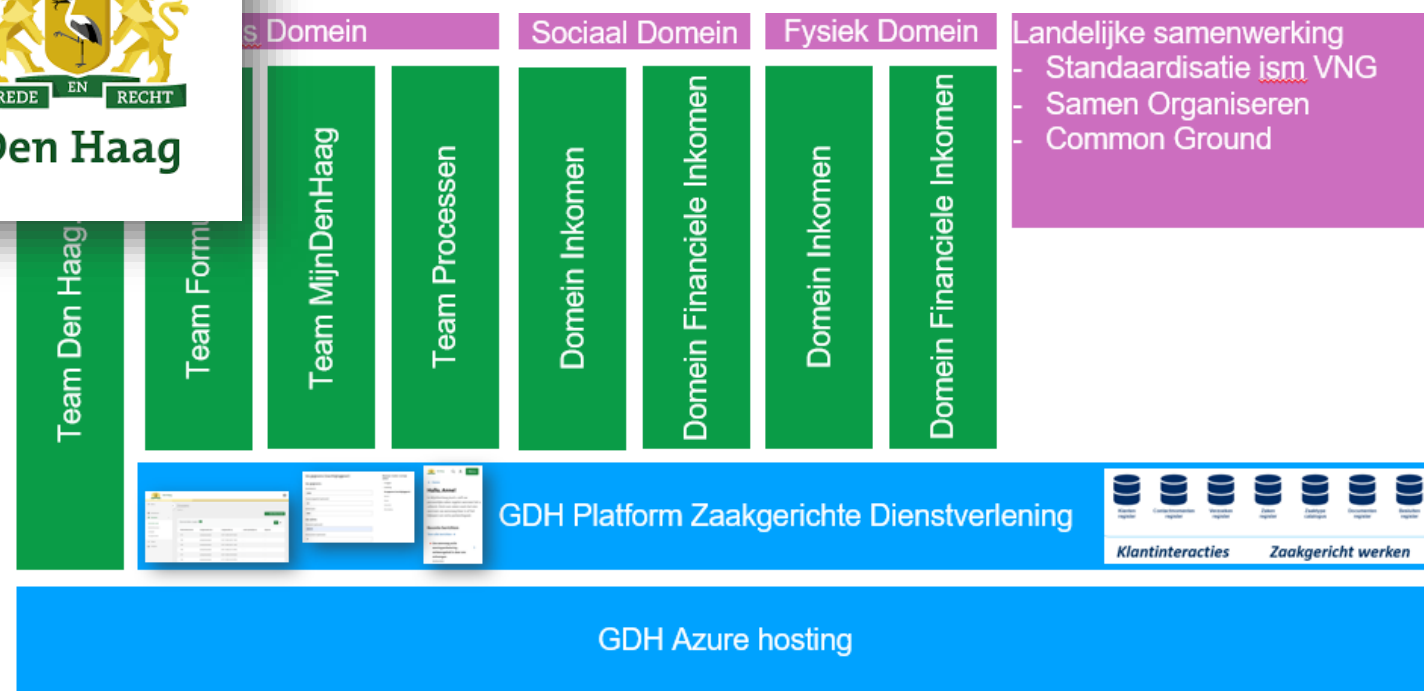 EN
REDE
RECHT
Den Haag
s Domein
Sociaal Domein
Fysiek Domein
Landelijke samenwerking
- Standaardisatie ism VNG
- Samen Organiseren
- Common Ground
Team Den Haag.
Team Formu
Team MijnDenHaag
Team Processen
Domein Inkomen
Domein Financiele Inkomen
Domein Inkomen
Domein Financiele Inkomen
Hallo, Anne!
GDH Platform Zaakgerichte Dienstverlening
Klantinteracties
Zaakgericht werken
GDH Azure hosting